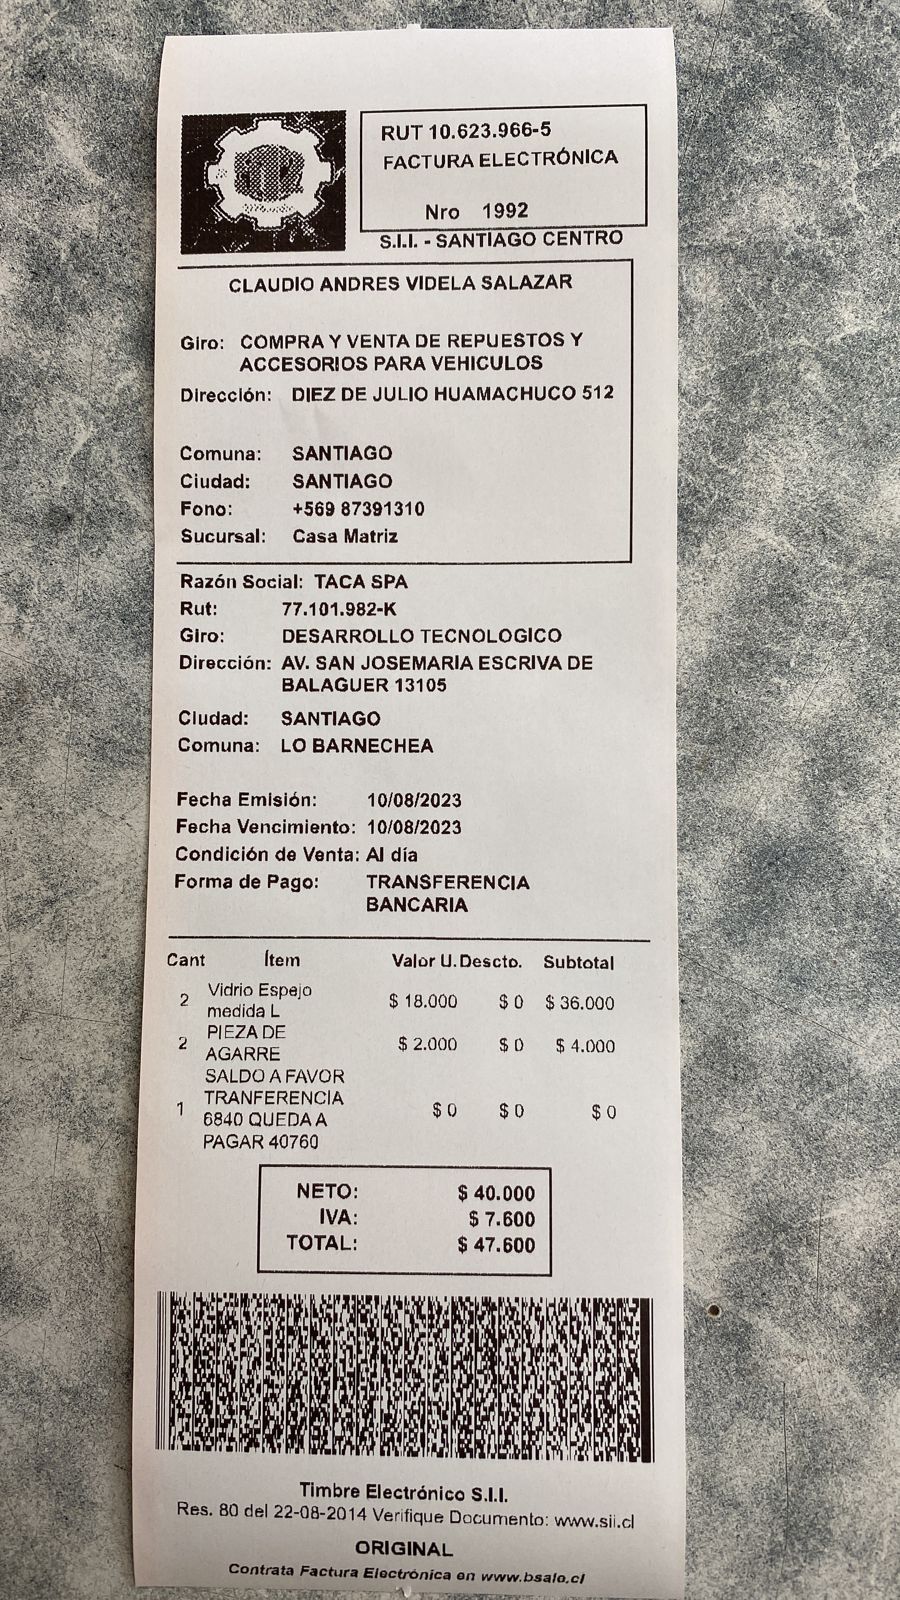 RUT 10.623.966-5
FACTURA ELECTRÓNICA
Nro 1992
S.I.I. - SANTIAGO CENTRO
CLAUDIO ANDRES VIDELA SALAZAR
Giro: COMPRA Y VENTA DE REPUESTOS Y
ACCESORIOS PARA VEHICULOS
Dirección: DIEZ DE JULIO HUAMACHUCO 512
Comuna: SANTIAGO
Ciudad: SANTIAGO
Fono: +569 87391310
Sucursal: Casa Matriz
Razón Social: TACA SPA
Rut: 77.101.982-K
Giro: DESARROLLO TECNOLOGICO
Dirección: AV. SAN JOSEMARIA ESCRIVA DE
BALAGUER 13105
Ciudad: SANTIAGO
Comuna: LO BARNECHEA
Fecha Emisión: 10/08/2023
Fecha Vencimiento: 10/08/2023
Condición de Venta: Al día
Forma de Pago: TRANSFERENCIA
BANCARIA
Cant Ítem Valor U. Descto. Subtotal
2 Vidrio Espejo
medida L $ 18.000 $ 0 $ 36.000
2 PIEZA DE
AGARRE $ 2.000 $ 0 $ 4.000
SALDO A FAVOR
TRANFERENCIA
1 6840 QUEDA A $ 0 $ 0 $ 0
PAGAR 40760
NETO: $ 40.000
IVA: $ 7.600
TOTAL: $ 47.600
Timbre Electrónico S.I.I.
Res. 80 del 22-08-2014 Verifique Documento: www.sii.cl
ORIGINAL
Contrata Factura Electrónica en www.bsale.cl